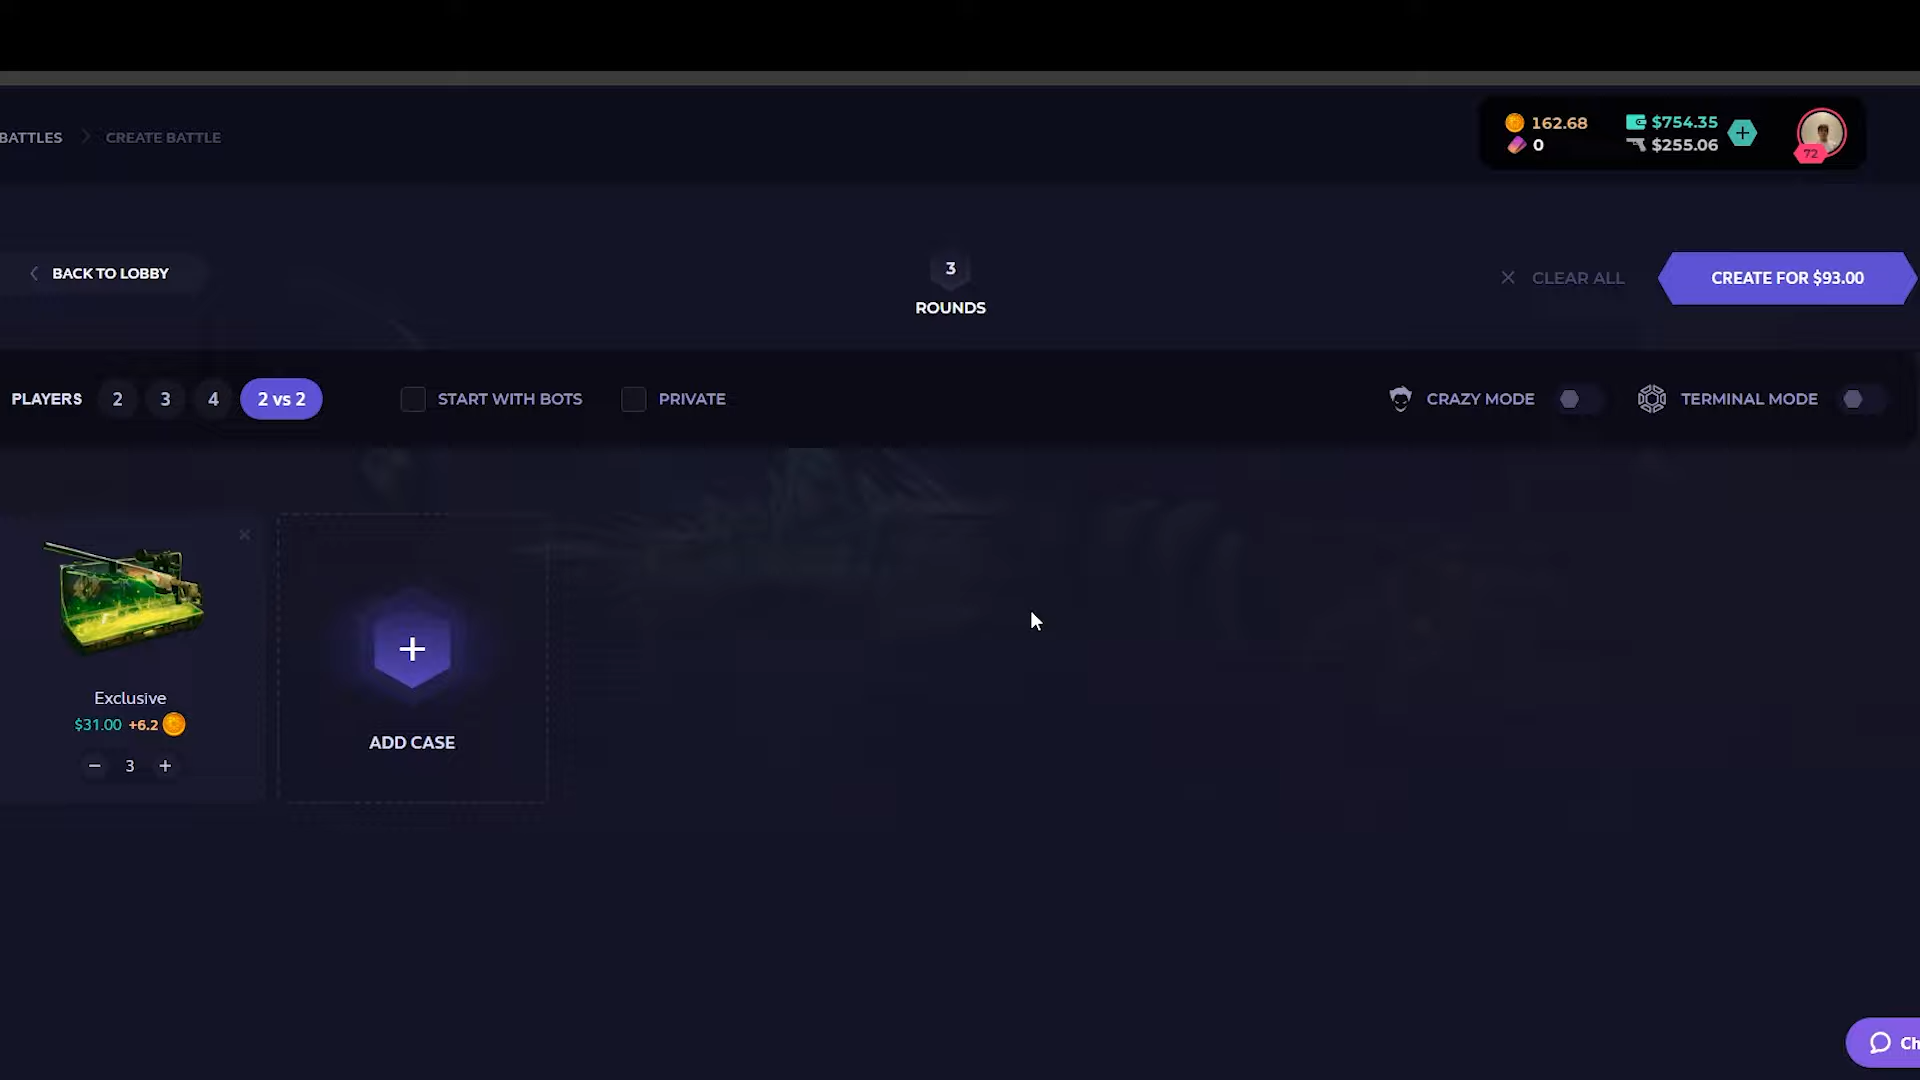 BATTLES > CREATE BATTLE
162.68
$754.35
0
$255.06
72
BACK TO LOBBY
3
ROUNDS
CLEAR ALL
CREATE FOR $93.00
PLAYERS 2 3 4 2 vs 2
START WITH BOTS
PRIVATE
CRAZY MODE
TERMINAL MODE
Exclusive
$31.00 +6.2
− 3 +
+
ADD CASE
Ch